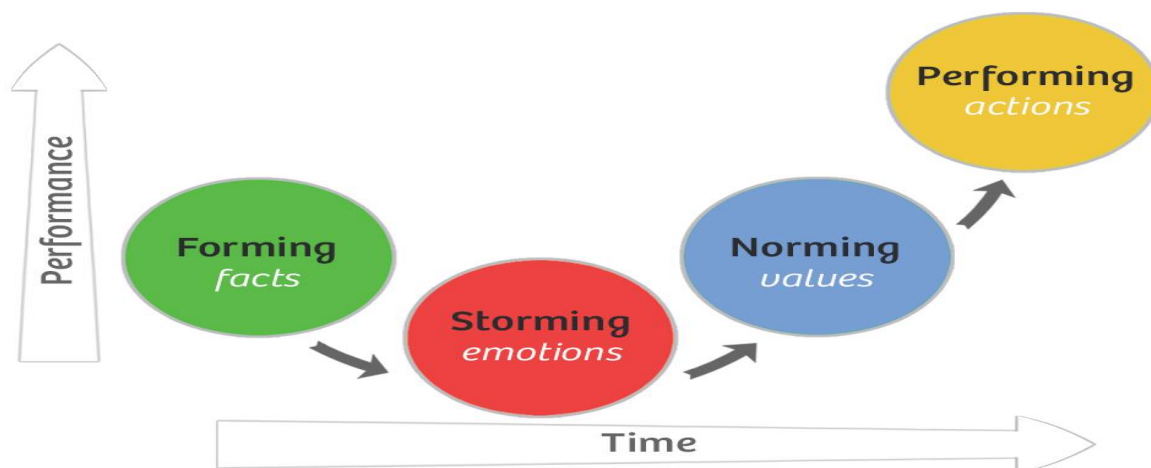 Performing
actions
Performance
Forming
facts
Norming
values
Storming
emotions
Time